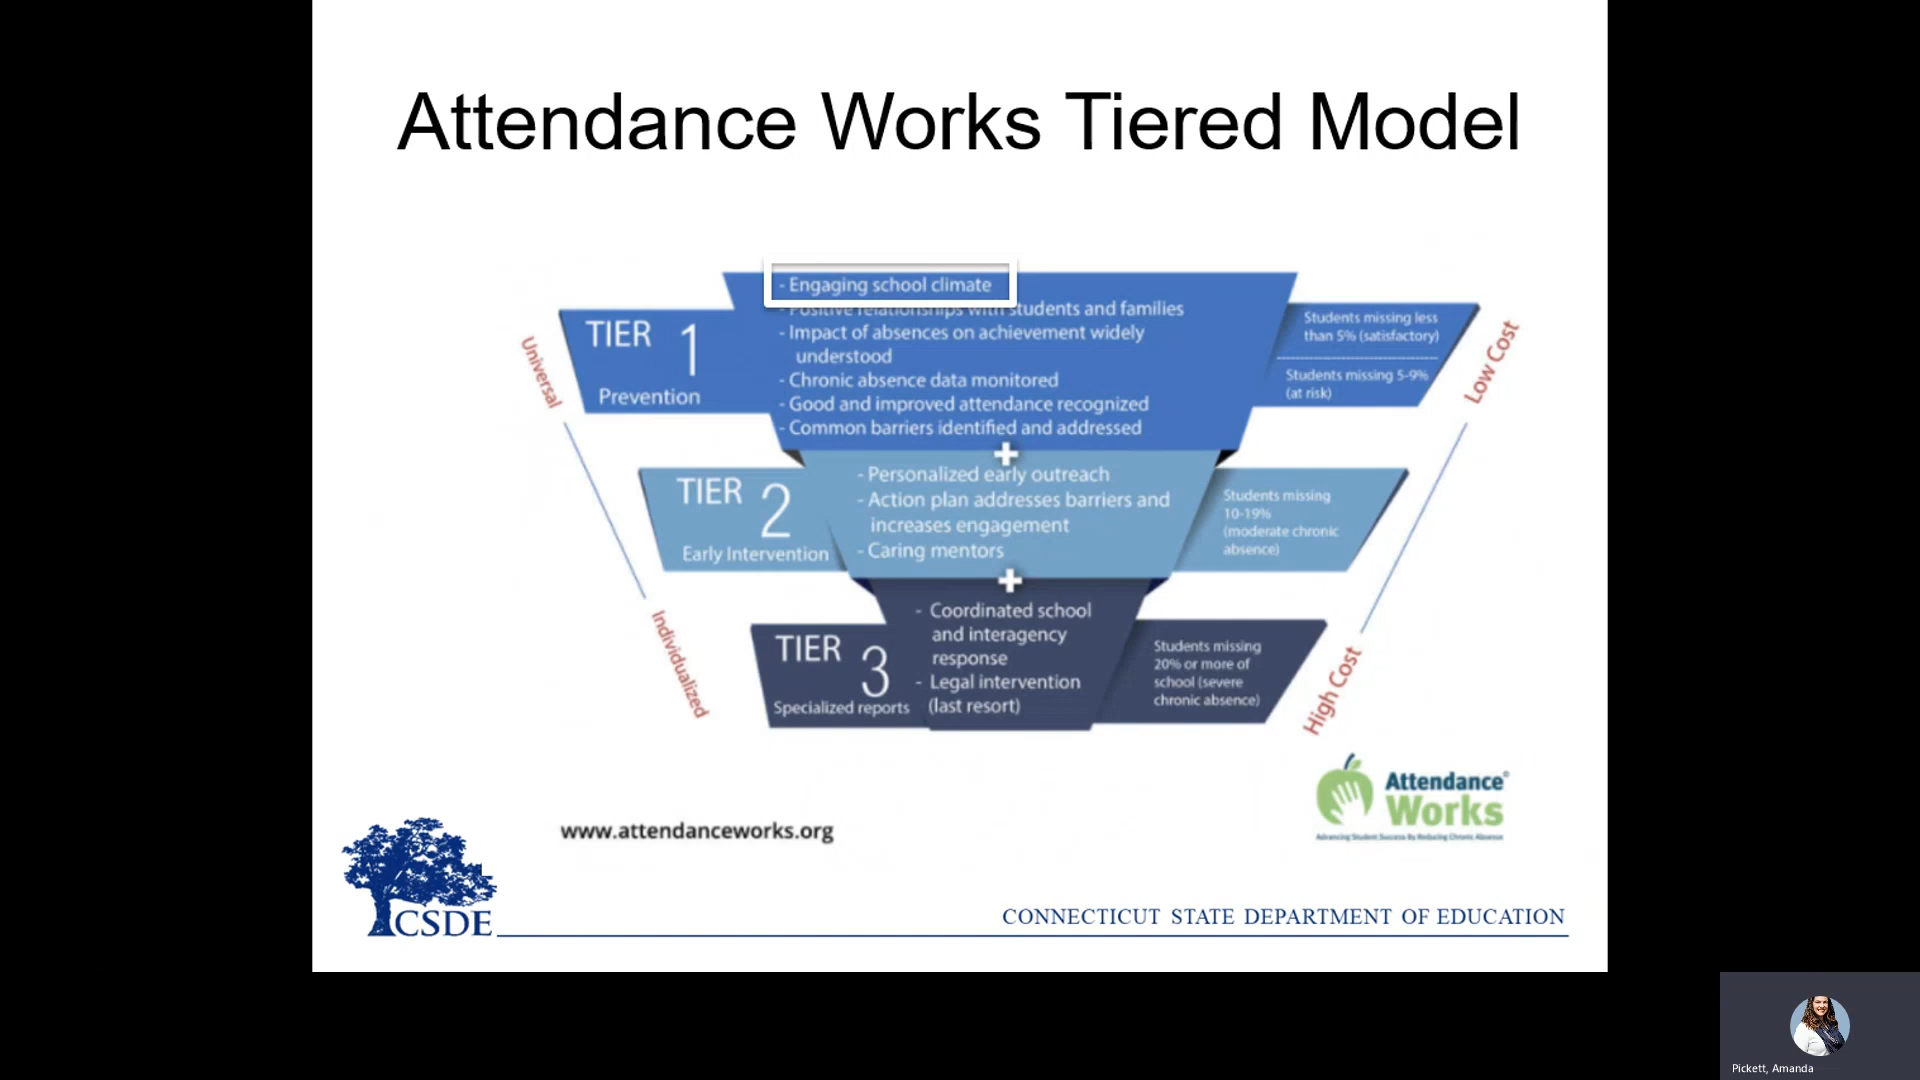 Attendance Works Tiered Model
- Engaging school climate
- Positive relationships with students and families
- Impact of absences on achievement widely
understood
- Chronic absence data monitored
- Good and improved attendance recognized
- Common barriers identified and addressed
TIER 1
Prevention
Students missing less
than 5% (satisfactory)
Students missing 5-9%
(at risk)
Universal
Low Cost
+
TIER 2
Early Intervention
- Personalized early outreach
- Action plan addresses barriers and
increases engagement
- Caring mentors
Students missing
10-19%
(moderate chronic
absence)
+
TIER 3
Specialized reports
- Coordinated school
and interagency
response
- Legal intervention
(last resort)
Students missing
20% or more of
school (severe
chronic absence)
Individualized
High Cost
Attendance®
Works
Advancing Student Success By Reducing Chronic Absence
www.attendanceworks.org
CSDE
CONNECTICUT STATE DEPARTMENT OF EDUCATION
Pickett, Amanda